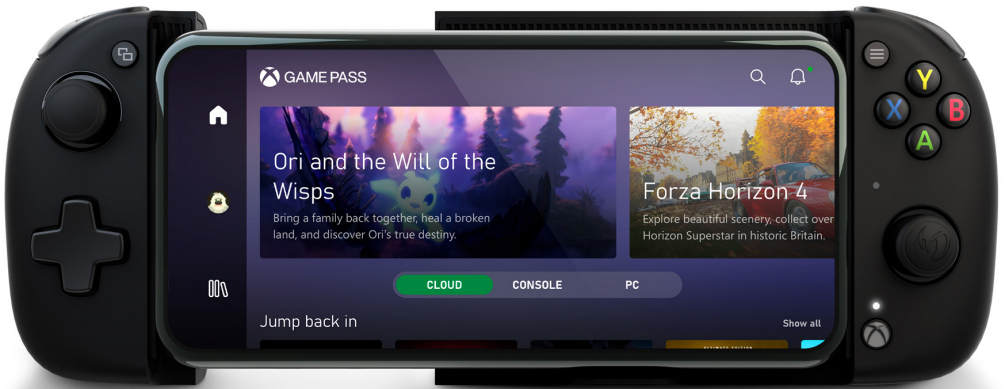 GAME PASS
Ori and the Will of the
Wisps
Bring a family back together, heal a broken
land, and discover Ori's true destiny.
Forza Horizon 4
Explore beautiful scenery, collect over
Horizon Superstar in historic Britain.
CLOUD CONSOLE PC
Jump back in
Show all
Y
X
B
A